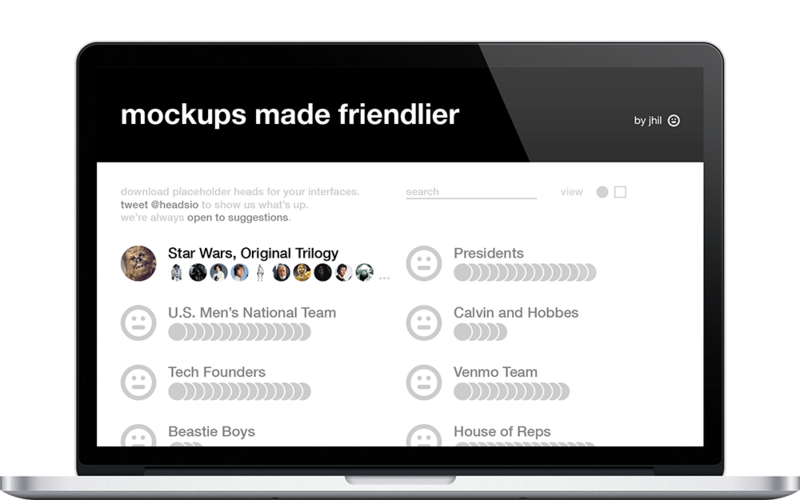 mockups made friendlier
by jhil
download placeholder heads for your interfaces.
tweet @headsio to show us what's up.
we're always open to suggestions.
search
view
Star Wars, Original Trilogy
...
Presidents
U.S. Men's National Team
Calvin and Hobbes
Tech Founders
Venmo Team
Beastie Boys
House of Reps